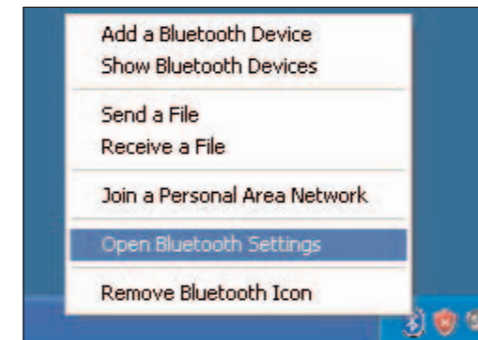 Add a Bluetooth Device
Show Bluetooth Devices
Send a File
Receive a File
Join a Personal Area Network
Open Bluetooth Settings
Remove Bluetooth Icon